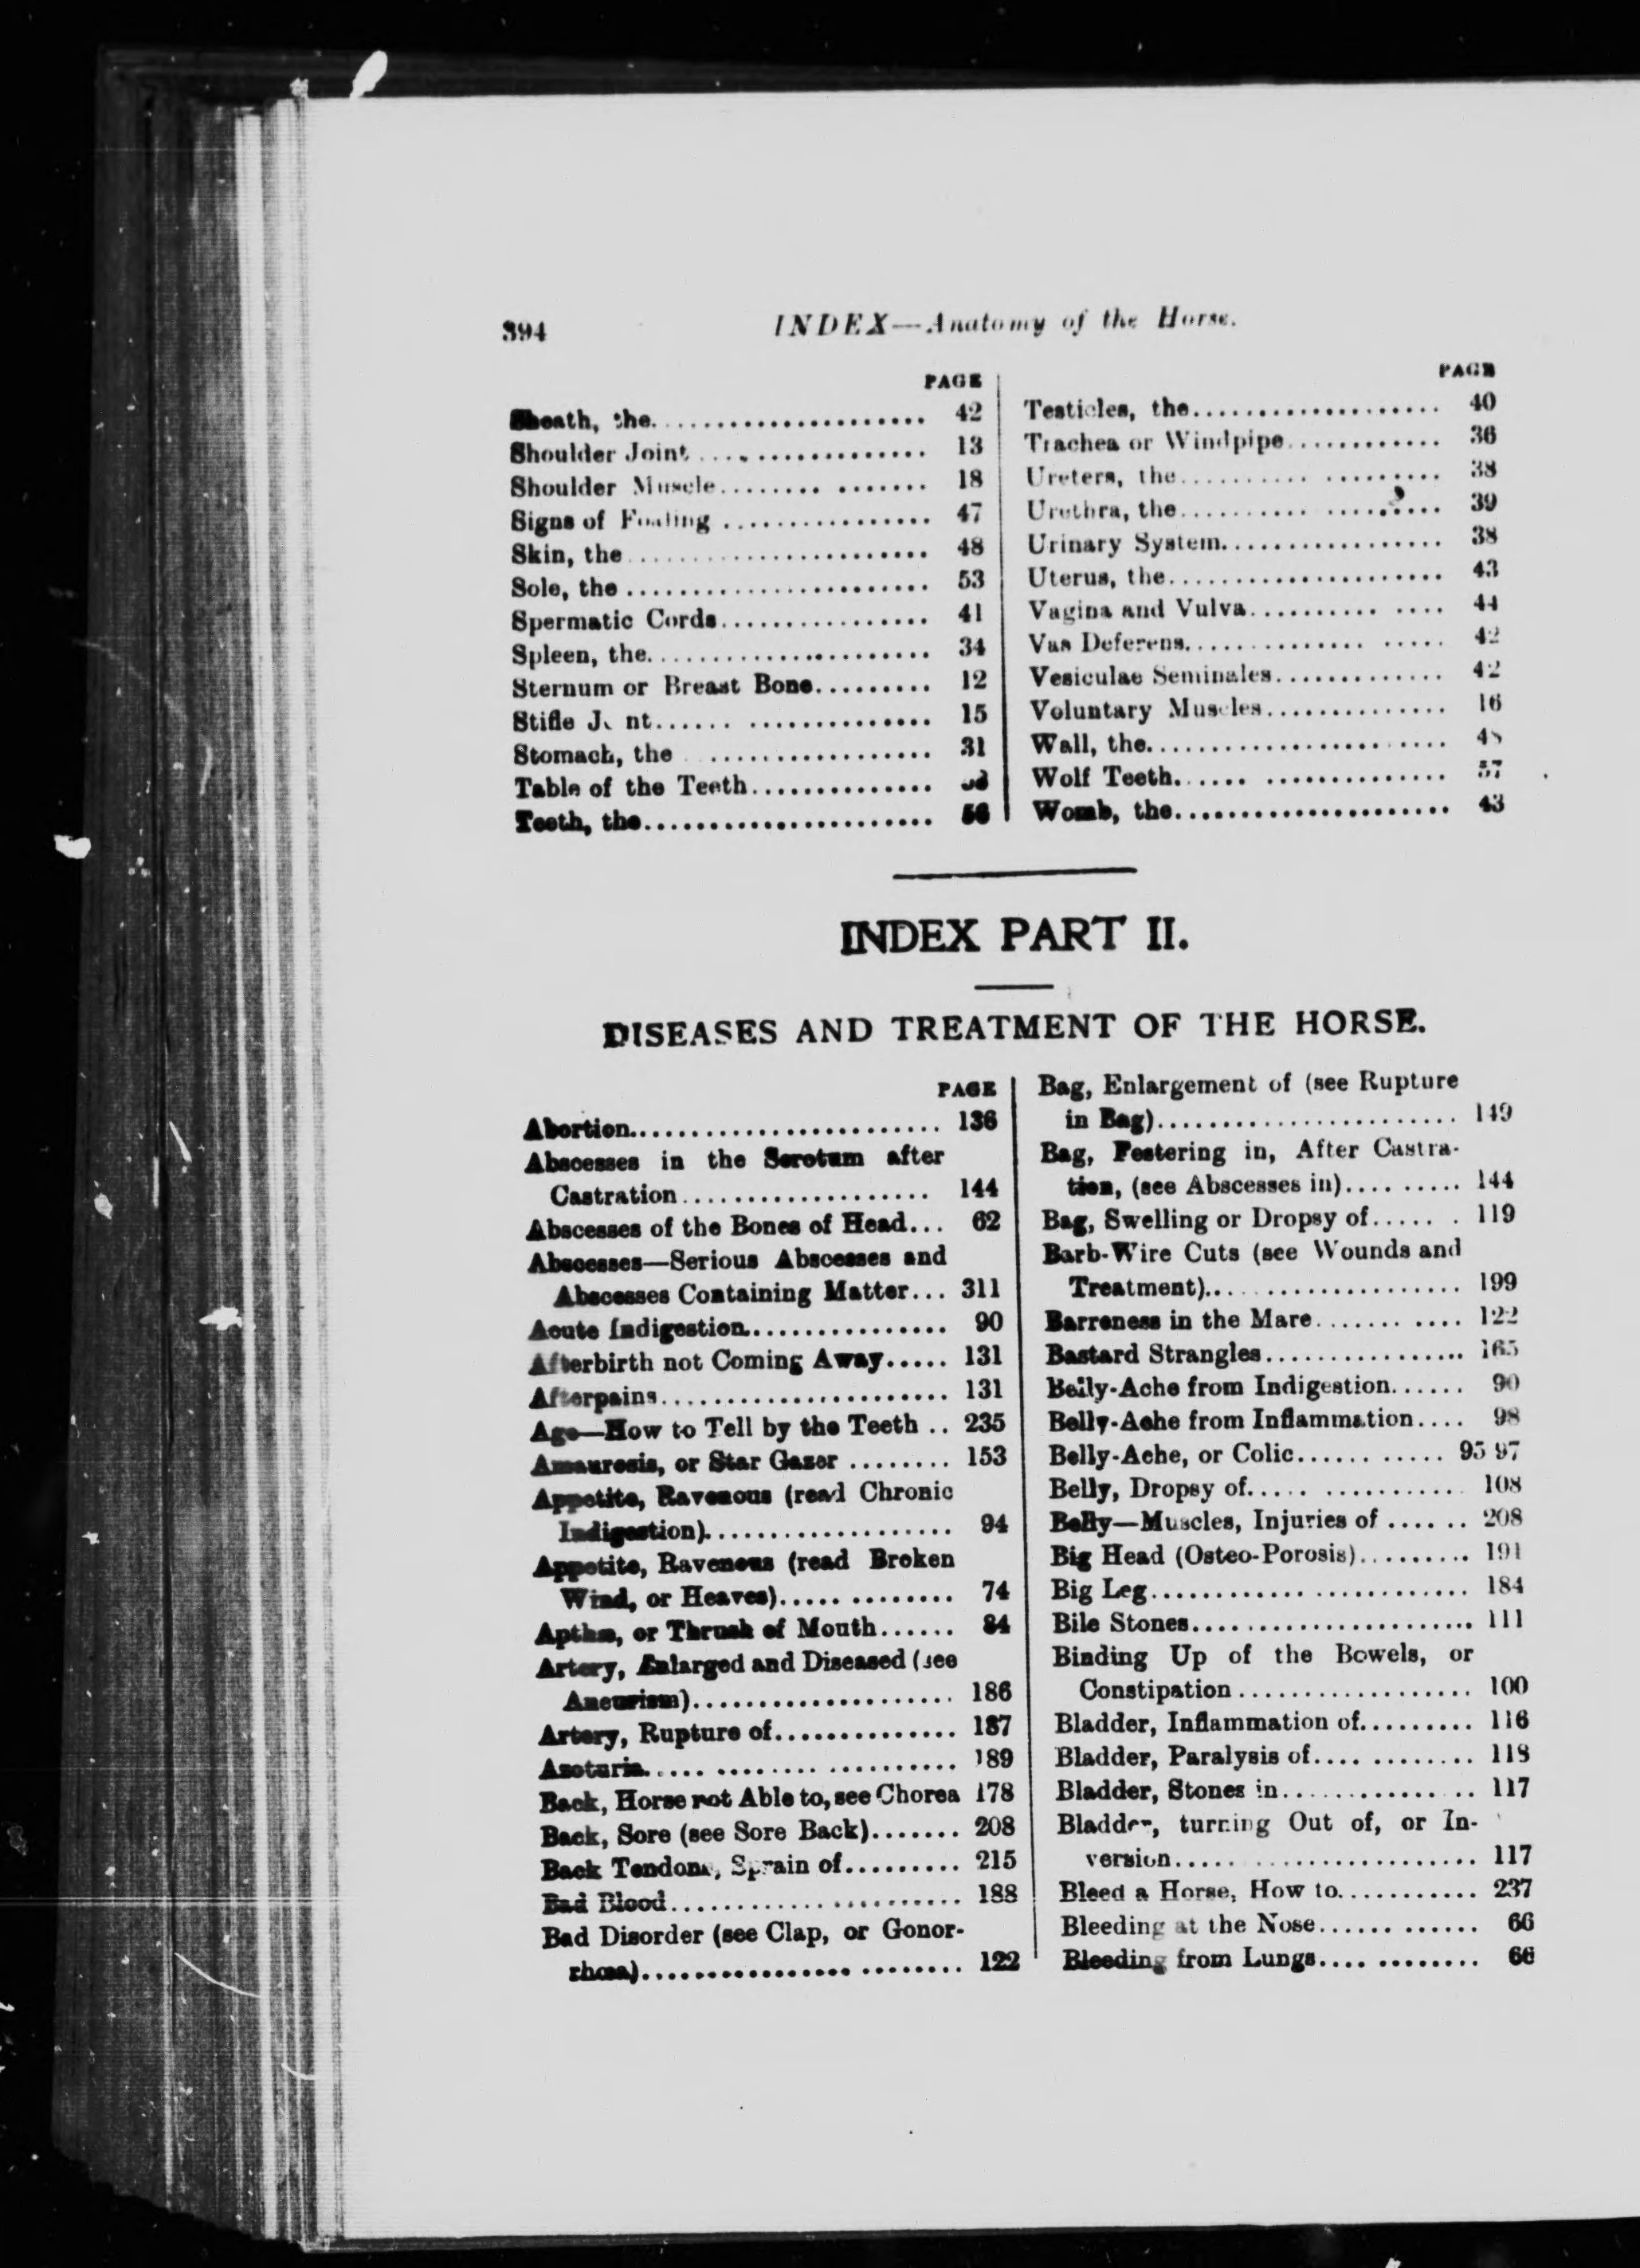 394
INDEX—Anatomy of the Horse.
PAGE
Sheath, the..................... 42
Shoulder Joint.................. 13
Shoulder Muscle................ 18
Signs of Foaling ................ 47
Skin, the........................ 48
Sole, the ........................ 53
Spermatic Cords................ 41
Spleen, the...................... 34
Sternum or Breast Bone......... 12
Stifle J nt..................... 15
Stomach, the .................. 31
Table of the Teeth..............
Teeth, the....................... 56
PAGE
Testicles, the................... 40
Trachea or Windpipe............ 36
Ureters, the.................... 38
Urethra, the.................... 39
Urinary System................. 38
Uterus, the..................... 43
Vagina and Vulva.............. 44
Vas Deferens................... 42
Vesiculae Seminales............. 42
Voluntary Muscles.............. 16
Wall, the....................... 48
Wolf Teeth.................... 57
Womb, the..................... 43
INDEX PART II.
DISEASES AND TREATMENT OF THE HORSE.
PAGE
Abortion........................ 136
Abscesses in the Scrotum after
Castration................... 144
Abscesses of the Bones of Head... 62
Abscesses—Serious Abscesses and
Abscesses Containing Matter... 311
Acute Indigestion................ 90
Afterbirth not Coming Away..... 131
Afterpains...................... 131
Age—How to Tell by the Teeth .. 235
Amaurosis, or Star Gazer ........ 153
Appetite, Ravenous (read Chronic
Indigestion)................... 94
Appetite, Ravenous (read Broken
Wind, or Heaves)............. 74
Apthæ, or Thrush of Mouth...... 84
Artery, Enlarged and Diseased (see
Aneurism).................... 186
Artery, Rupture of.............. 187
Azoturia....................... 189
Back, Horse not Able to, see Chorea 178
Back, Sore (see Sore Back)....... 208
Back Tendons, Sprain of......... 215
Bad Blood...................... 188
Bad Disorder (see Clap, or Gonor-
rhœa)........................ 122
Bag, Enlargement of (see Rupture
in Bag)....................... 149
Bag, Festering in, After Castra-
tion, (see Abscesses in).......... 144
Bag, Swelling or Dropsy of....... 119
Barb-Wire Cuts (see Wounds and
Treatment).................... 199
Barreness in the Mare........... 122
Bastard Strangles................ 165
Belly-Ache from Indigestion...... 90
Belly-Ache from Inflammation.... 98
Belly-Ache, or Colic........... 95 97
Belly, Dropsy of................ 108
Belly—Muscles, Injuries of ...... 208
Big Head (Osteo-Porosis)......... 191
Big Leg........................ 184
Bile Stones...................... 111
Binding Up of the Bowels, or
Constipation.................. 100
Bladder, Inflammation of......... 116
Bladder, Paralysis of............ 118
Bladder, Stones in............... 117
Bladder, turning Out of, or In-
version....................... 117
Bleed a Horse, How to........... 237
Bleeding at the Nose............ 66
Bleeding from Lungs............ 66